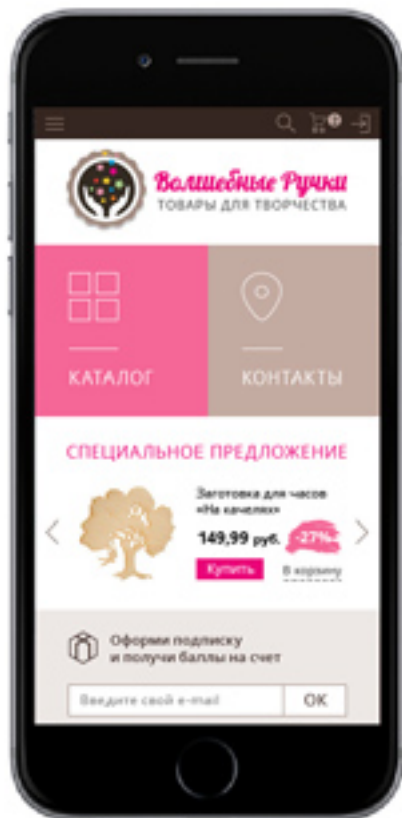 Волшебные Ручки
ТОВАРЫ ДЛЯ ТВОРЧЕСТВА
КАТАЛОГ
КОНТАКТЫ
СПЕЦИАЛЬНОЕ ПРЕДЛОЖЕНИЕ
Заготовка для часов
«На качелях»
149,99 руб. -27%
Купить В корзину
Оформи подписку
и получи баллы на счет
Введите свой e-mail OK